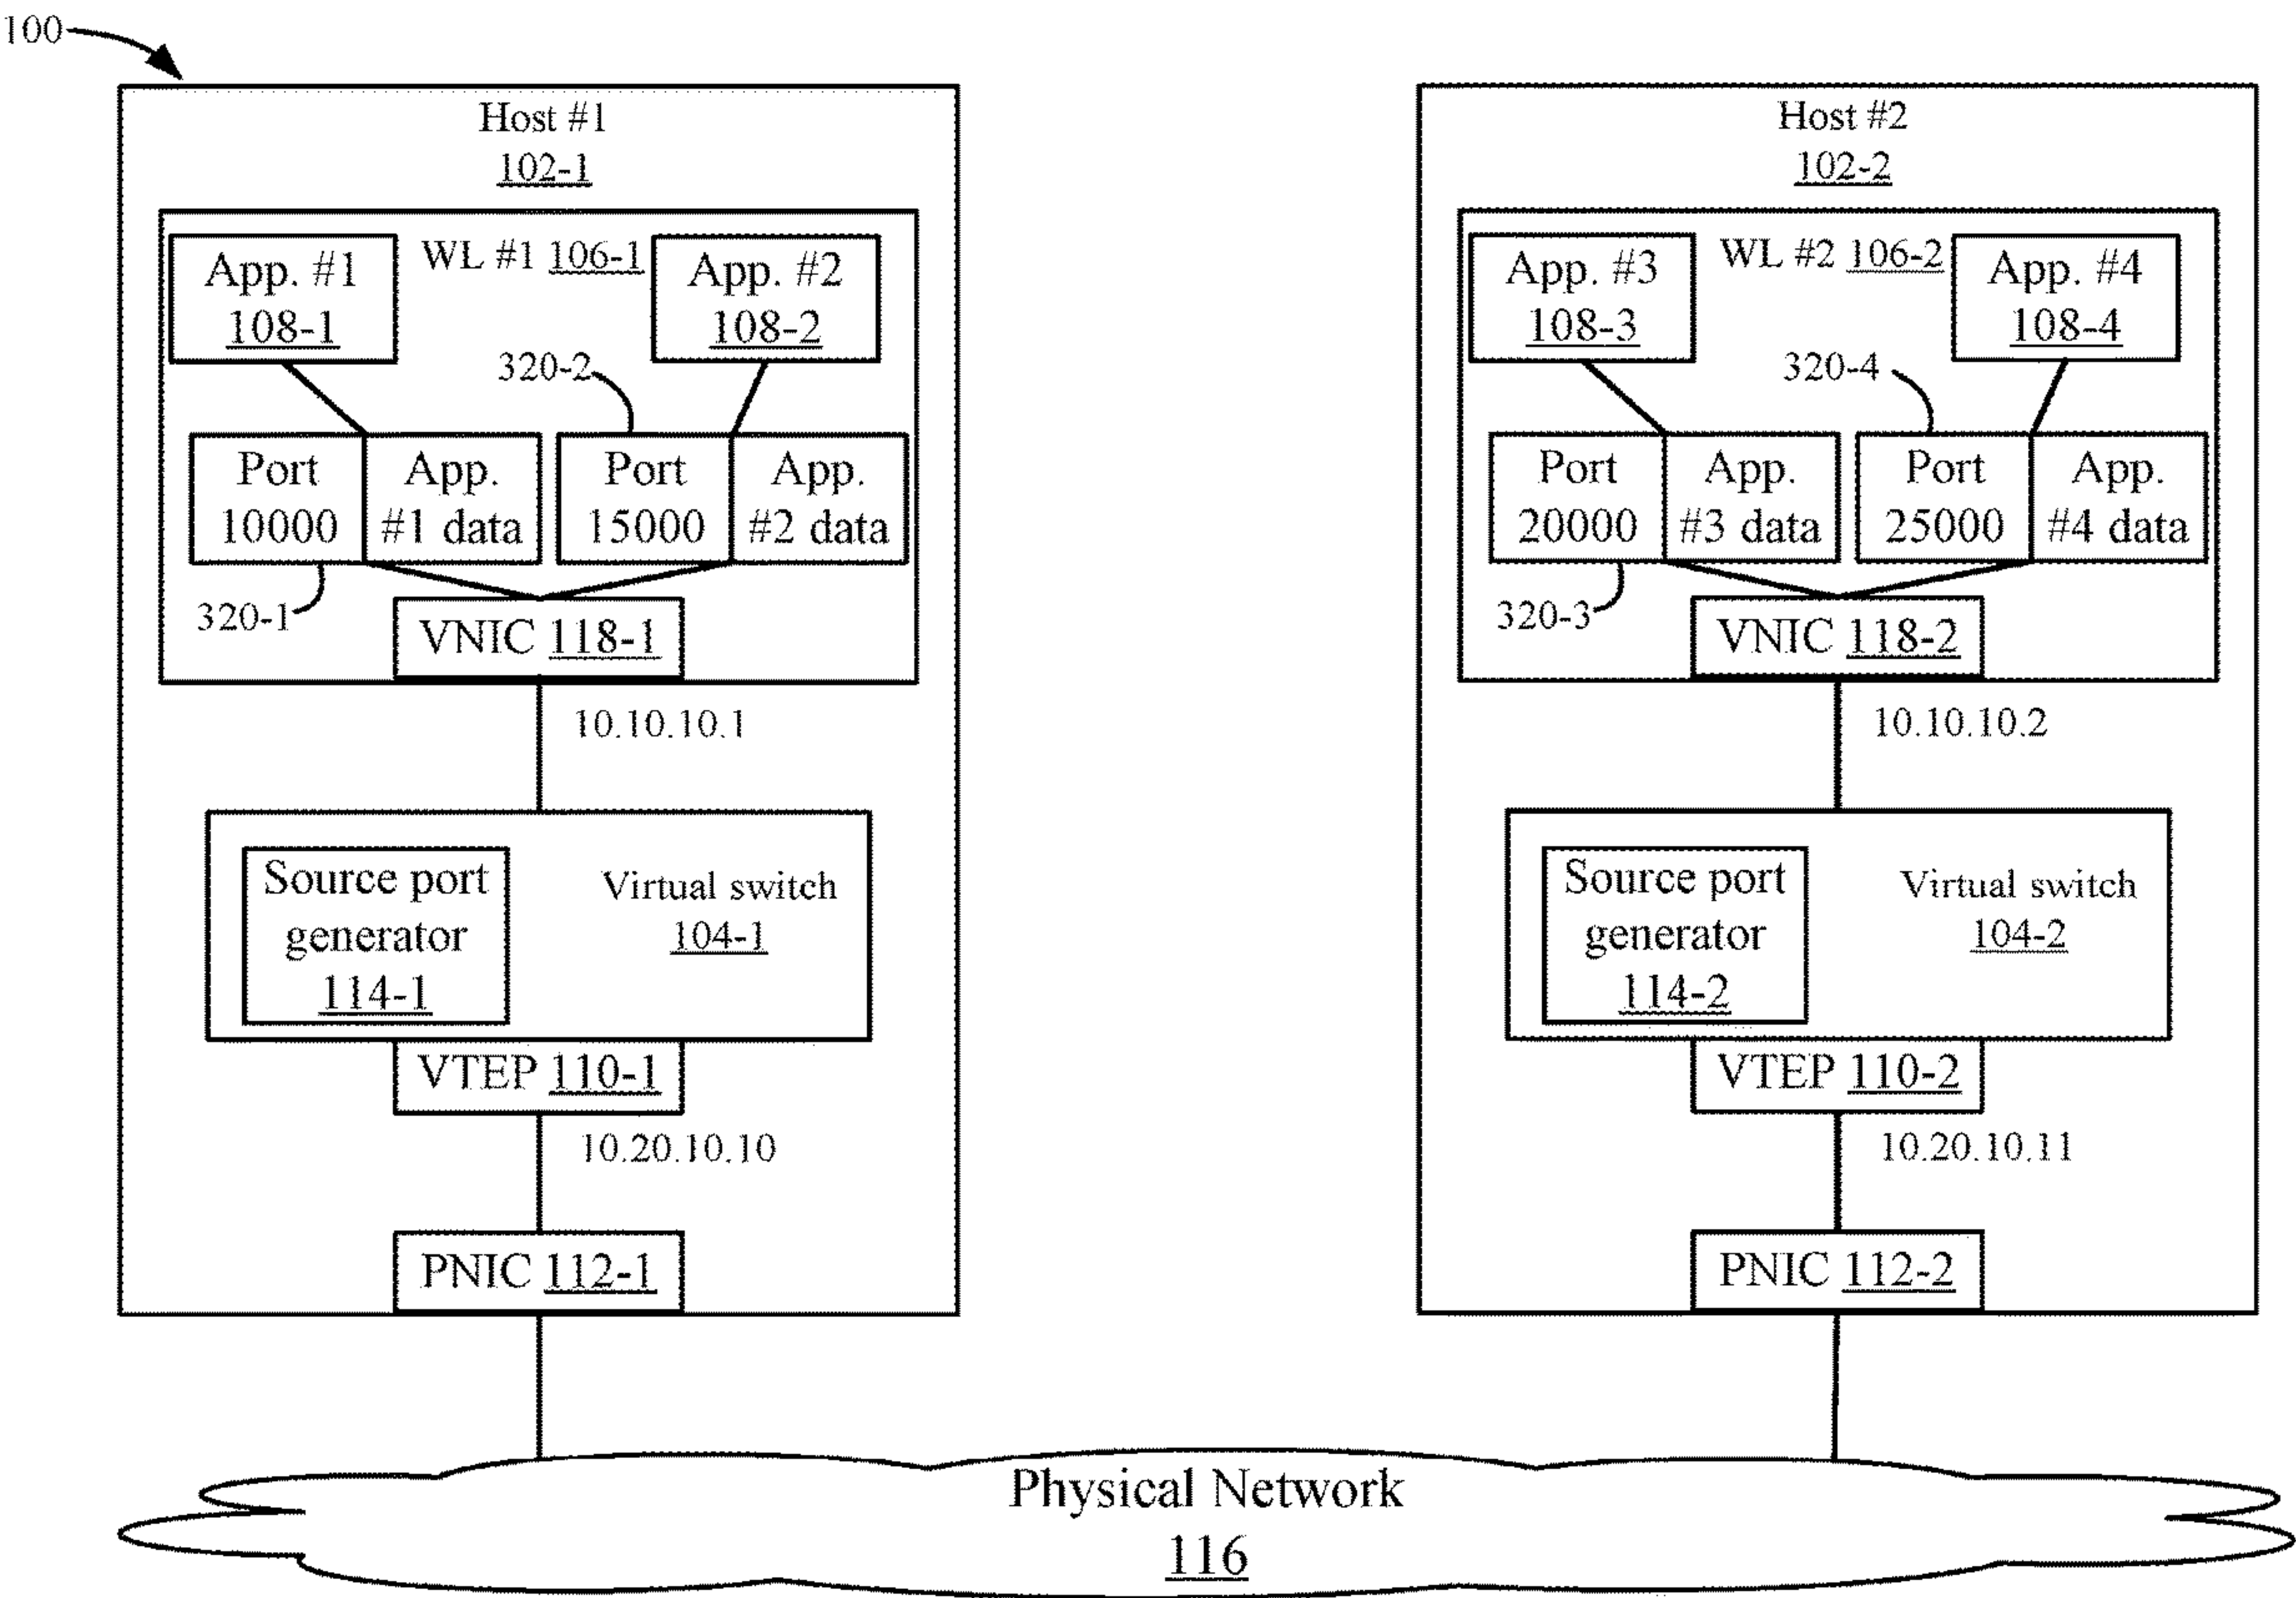 100
Host #1
102-1
App. #1
108-1
WL #1 106-1
App. #2
108-2
320-2
Port
10000
App.
#1 data
Port
15000
App.
#2 data
320-1
VNIC 118-1
10.10.10.1
Source port
generator
114-1
Virtual switch
104-1
VTEP 110-1
10.20.10.10
PNIC 112-1
Host #2
102-2
App. #3
108-3
WL #2 106-2
App. #4
108-4
320-4
Port
20000
App.
#3 data
Port
25000
App.
#4 data
320-3
VNIC 118-2
10.10.10.2
Source port
generator
114-2
Virtual switch
104-2
VTEP 110-2
10.20.10.11
PNIC 112-2
Physical Network
116